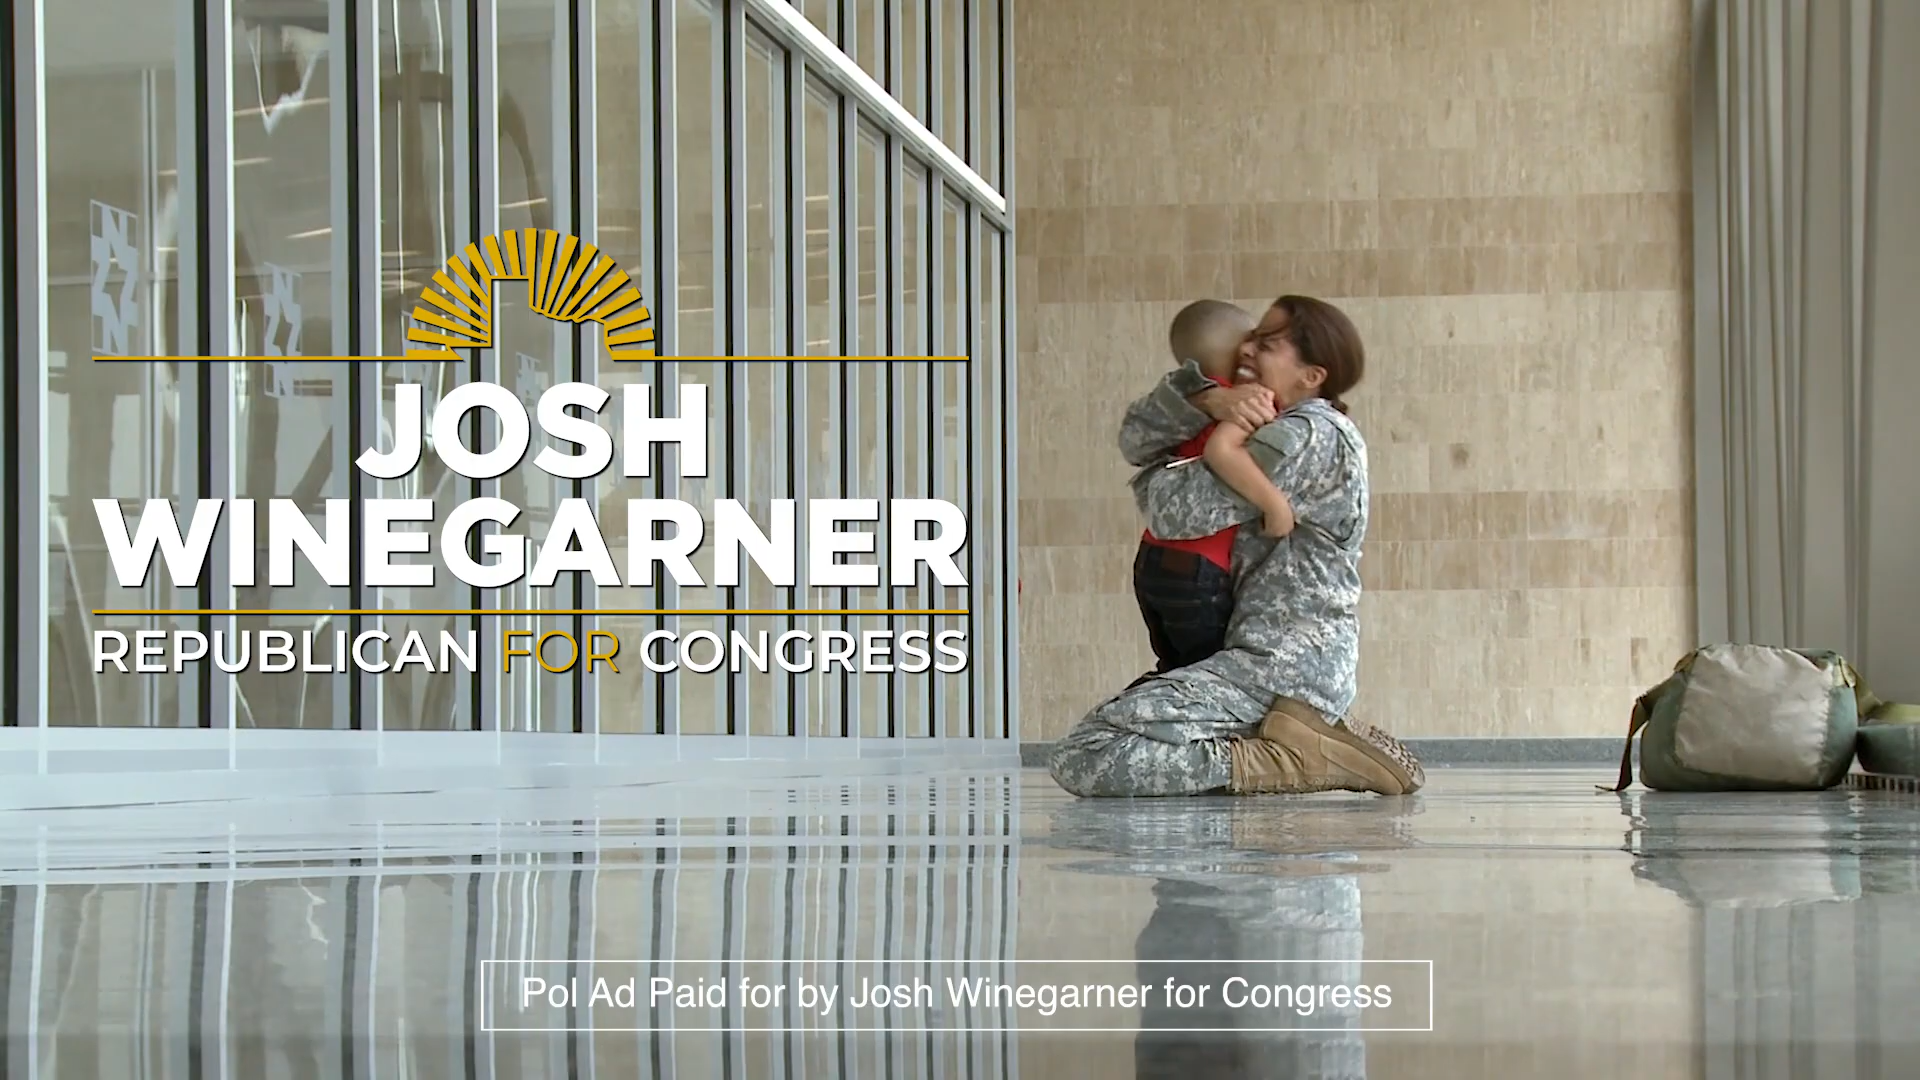 JOSH
WINEGARNER
REPUBLICAN FOR CONGRESS
Pol Ad Paid for by Josh Winegarner for Congress